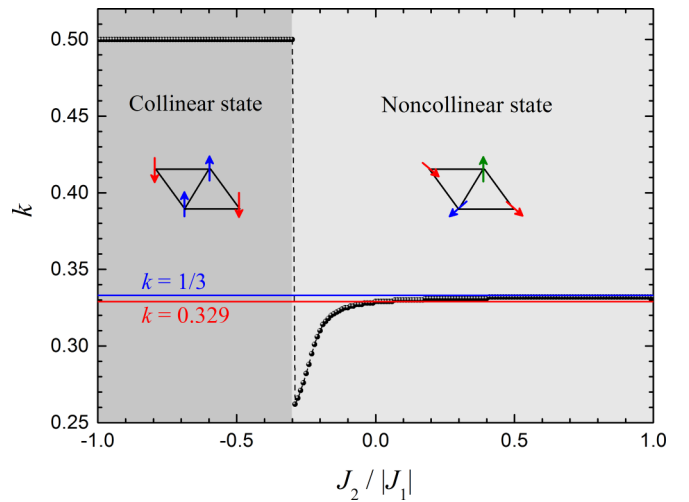 0.50
0.45
0.40
0.35
0.30
0.25
k
Collinear state
Noncollinear state
k = 1/3
k = 0.329
-1.0
-0.5
0.0
0.5
1.0
J2 / |J1|